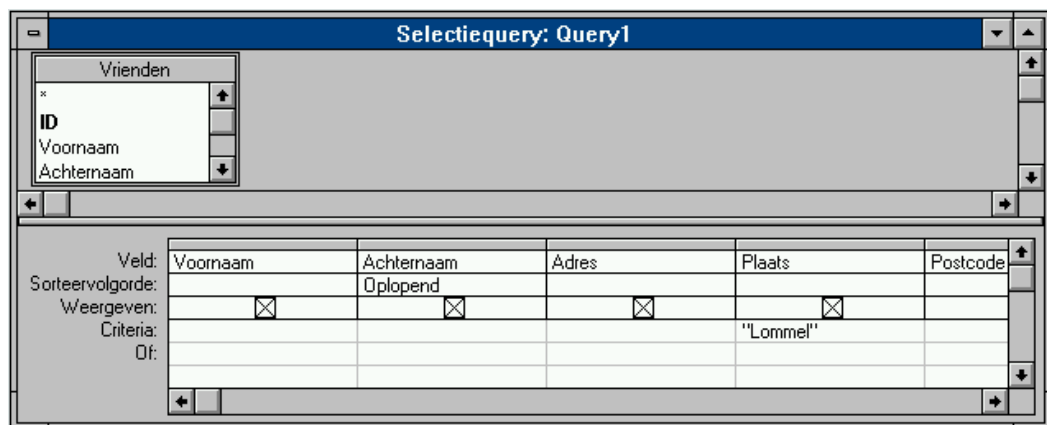 Selectiequery: Query1
Vrienden
*
ID
Voornaam
Achternaam
Veld: Voornaam Achternaam Adres Plaats Postcode
Sorteervolgorde: Oplopend
Weergeven:
Criteria: "Lommel"
Of: